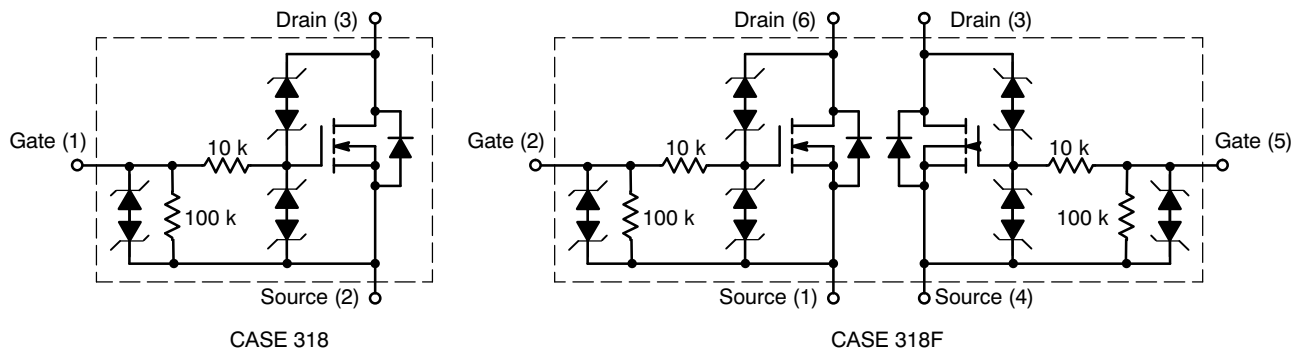 Drain (3)
Drain (6)
Drain (3)
Gate (1)
10 k
Gate (2)
10 k
10 k
Gate (5)
100 k
100 k
100 k
Source (2)
Source (1)
Source (4)
CASE 318
CASE 318F